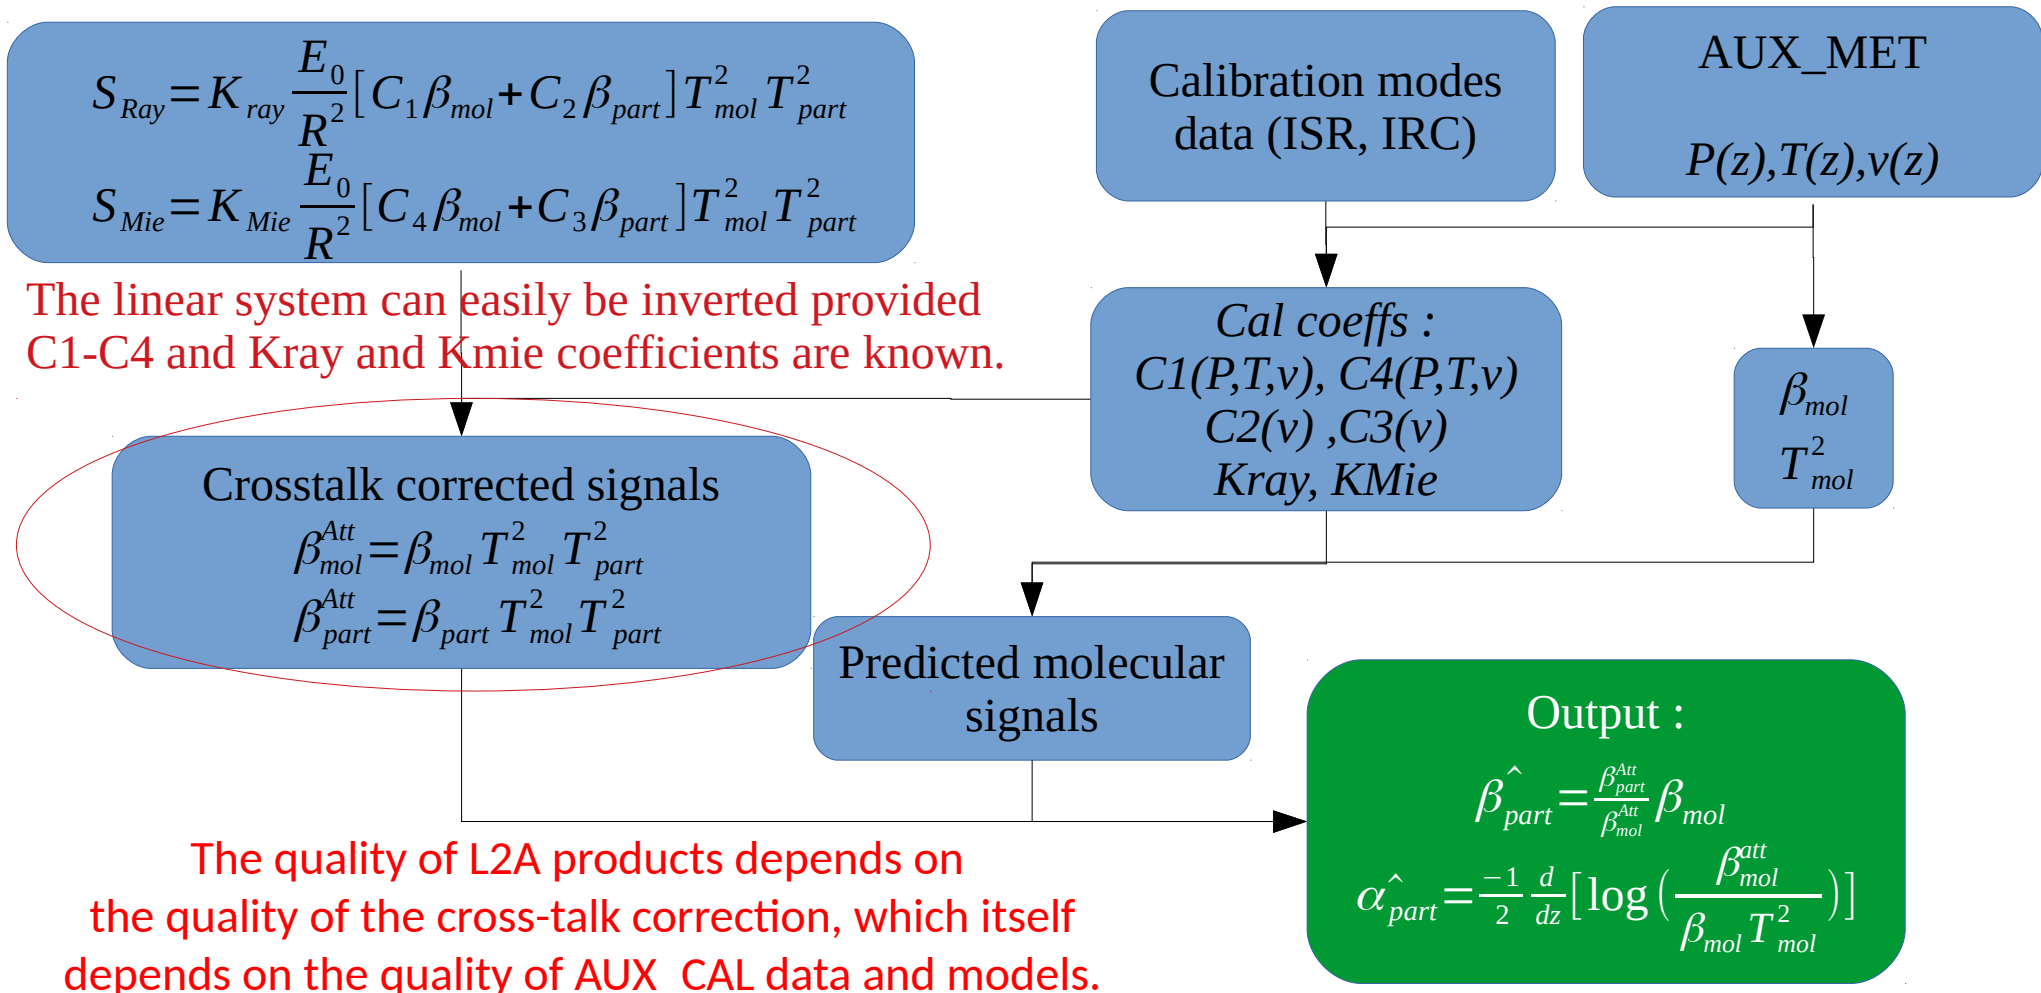 S_Ray = K_ray E_0/R^2 [C_1 β_mol + C_2 β_part] T^2_mol T^2_part
S_Mie = K_Mie E_0/R^2 [C_4 β_mol + C_3 β_part] T^2_mol T^2_part
Calibration modes
data (ISR, IRC)
AUX_MET
P(z),T(z),v(z)
The linear system can easily be inverted provided
C1-C4 and Kray and Kmie coefficients are known.
Cal coeffs :
C1(P,T,v), C4(P,T,v)
C2(v) ,C3(v)
Kray, KMie
β_mol
T^2_mol
Crosstalk corrected signals
β^Att_mol = β_mol T^2_mol T^2_part
β^Att_part = β_part T^2_mol T^2_part
Predicted molecular
signals
Output :
β̂_part = β^Att_part/β^Att_mol β_mol
α̂_part = -1/2 d/dz [log(β^att_mol/(β_mol T^2_mol))]
The quality of L2A products depends on
the quality of the cross-talk correction, which itself
depends on the quality of AUX_CAL data and models.